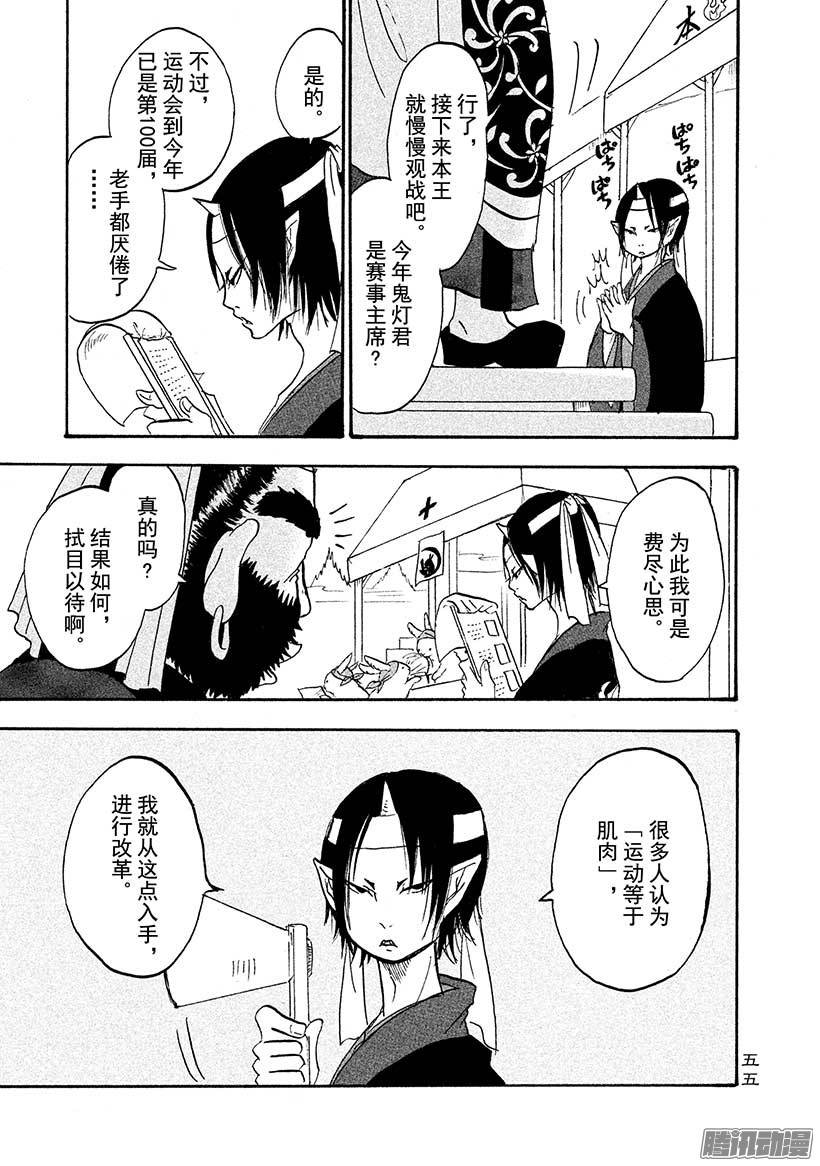 本
行了，
接下来本王
就慢慢观战吧。
今年鬼灯君
是赛事主席？
ぱち
ぱち
ぱち
ぱち
是的。
不过，
运动会到今年
已是第100届，
老手都厌倦了
……
为此我可是
费尽心思。
真的吗？
结果如何，
拭目以待啊。
很多人认为
「运动等于
肌肉」，
我就从这点入手，
进行改革。
五五
腾讯动漫